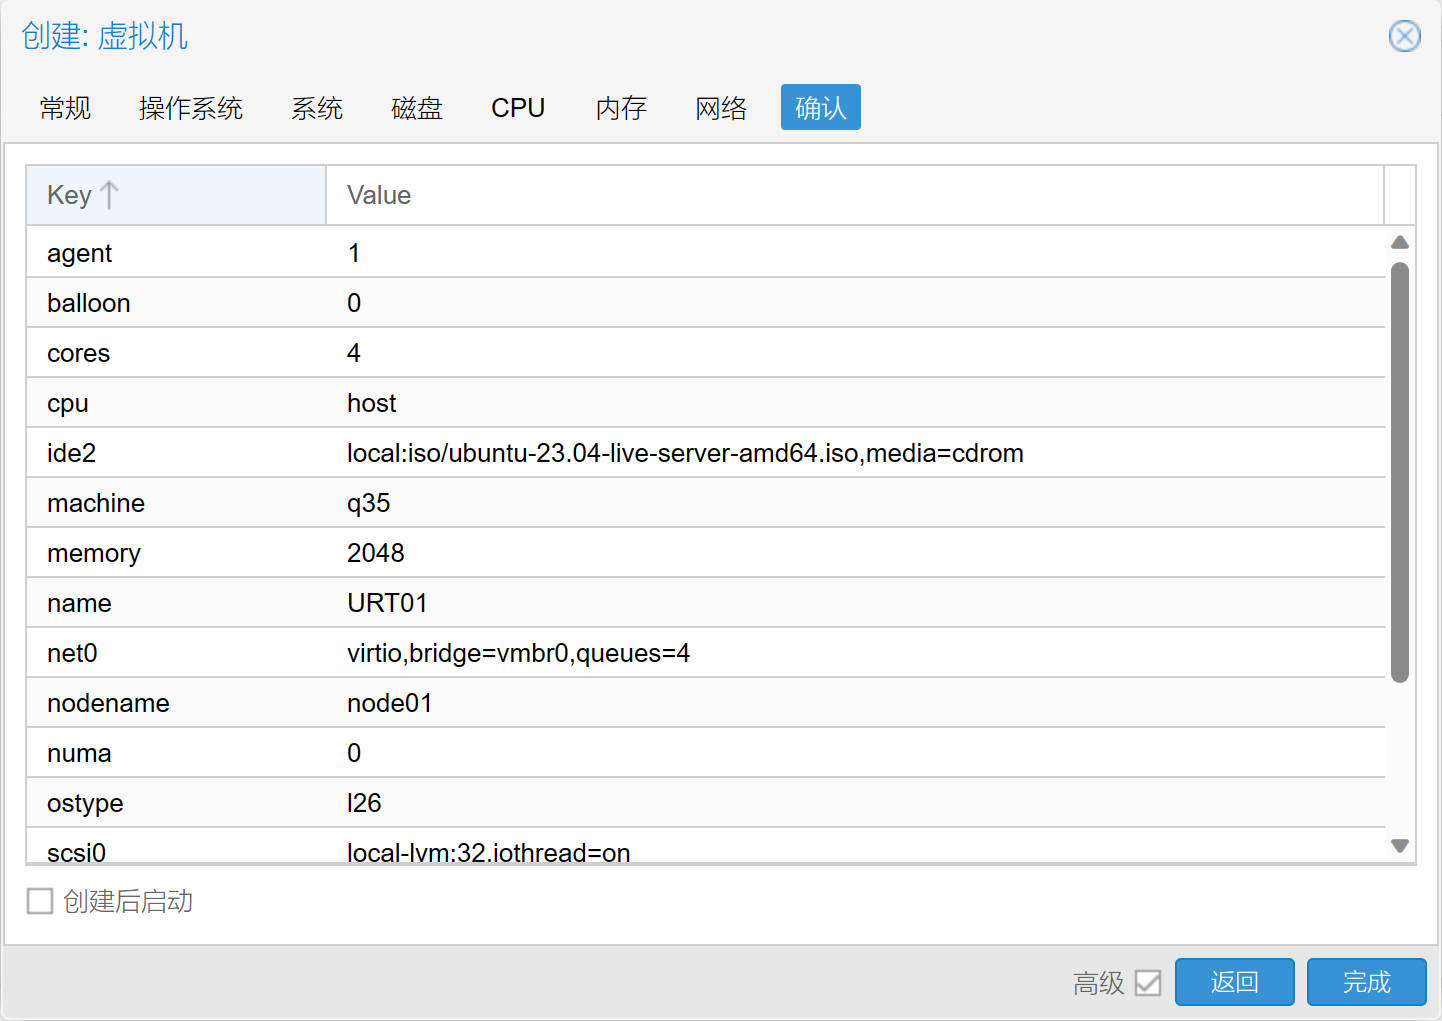 创建: 虚拟机
常规 操作系统 系统 磁盘 CPU 内存 网络 确认
Key Value
agent 1
balloon 0
cores 4
cpu host
ide2 local:iso/ubuntu-23.04-live-server-amd64.iso,media=cdrom
machine q35
memory 2048
name URT01
net0 virtio,bridge=vmbr0,queues=4
nodename node01
numa 0
ostype l26
scsi0 local-lvm:32,iothread=on
创建后启动
高级 返回 完成